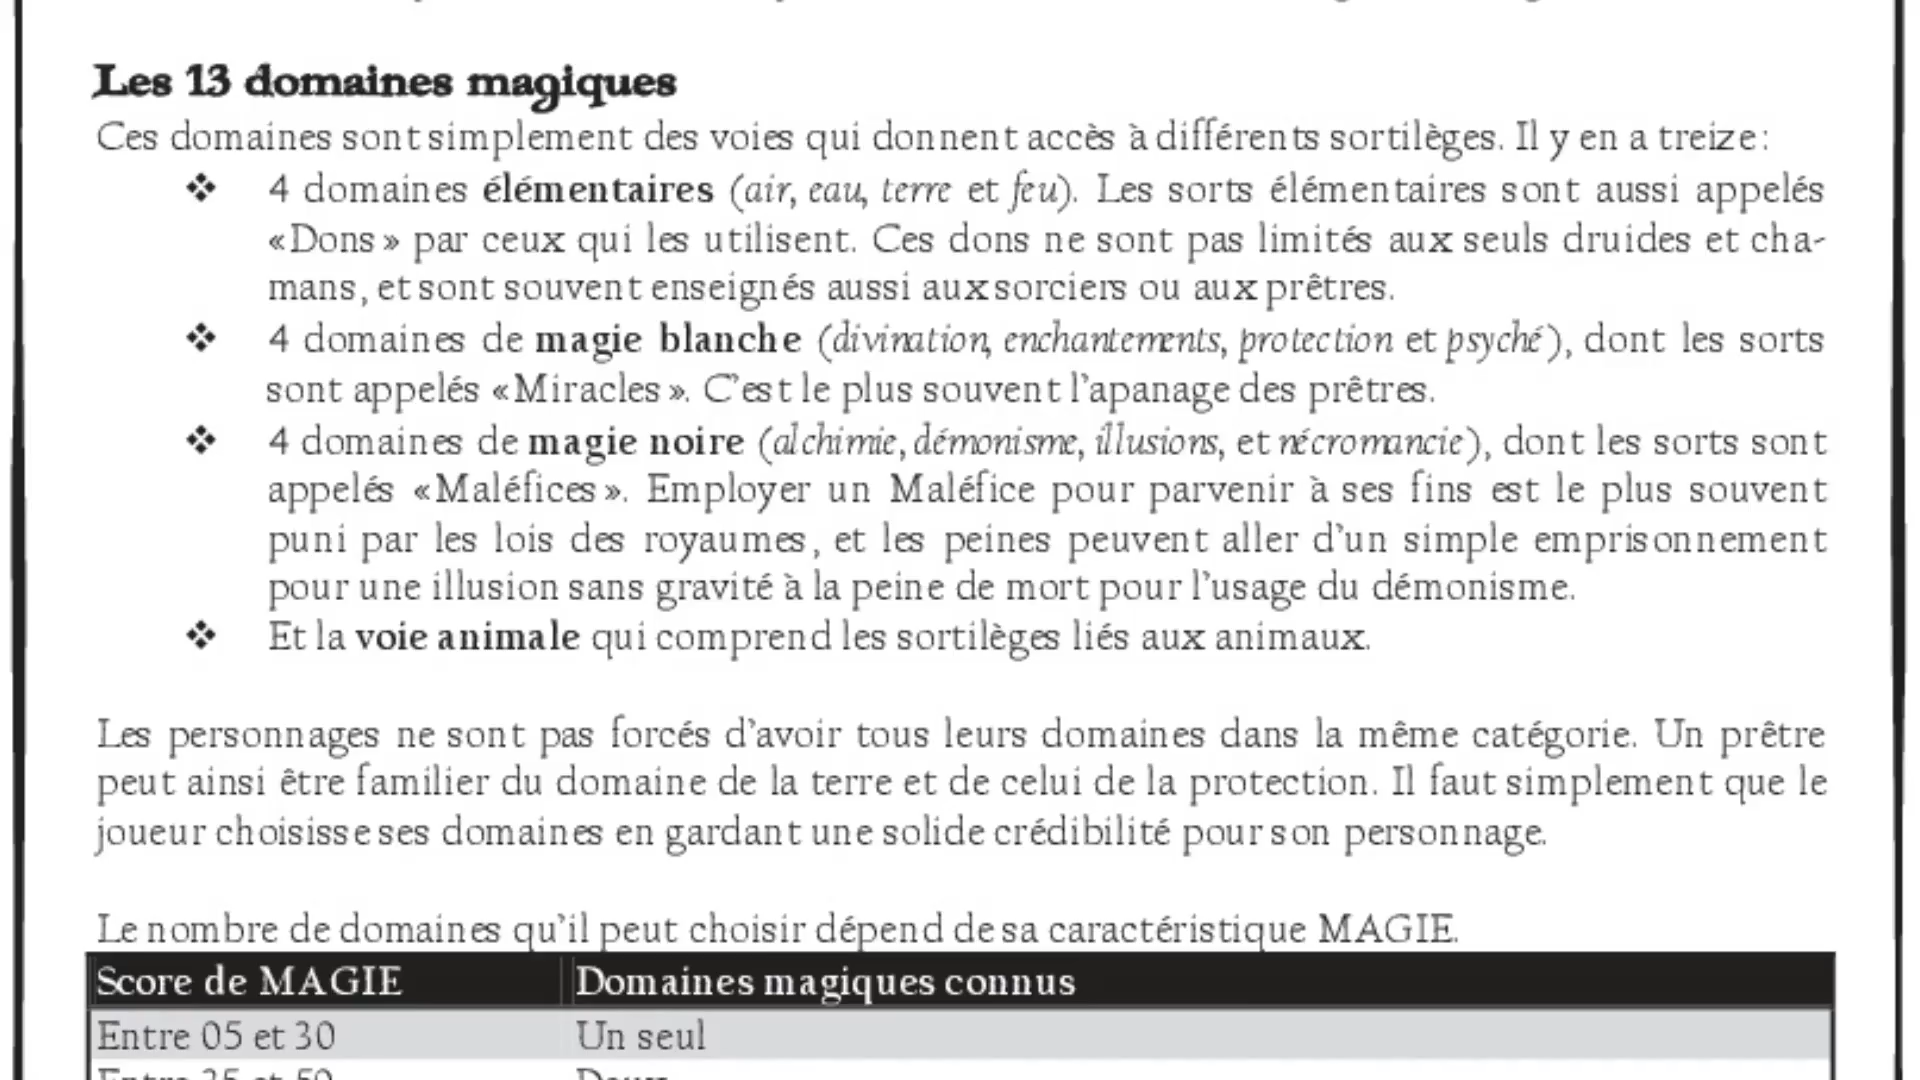 Les 13 domaines magiques
Ces domaines sont simplement des voies qui donnent accès à différents sortilèges. Il y en a treize :
❖ 4 domaines élémentaires (air, eau, terre et feu). Les sorts élémentaires sont aussi appelés
« Dons » par ceux qui les utilisent. Ces dons ne sont pas limités aux seuls druides et cha-
mans, et sont souvent enseignés aussi aux sorciers ou aux prêtres.
❖ 4 domaines de magie blanche (divination, enchantements, protection et psyché), dont les sorts
sont appelés « Miracles ». C'est le plus souvent l'apanage des prêtres.
❖ 4 domaines de magie noire (alchimie, démonisme, illusions, et nécromancie), dont les sorts sont
appelés « Maléfices ». Employer un Maléfice pour parvenir à ses fins est le plus souvent
puni par les lois des royaumes, et les peines peuvent aller d'un simple emprisonnement
pour une illusion sans gravité à la peine de mort pour l'usage du démonisme.
❖ Et la voie animale qui comprend les sortilèges liés aux animaux.
Les personnages ne sont pas forcés d'avoir tous leurs domaines dans la même catégorie. Un prêtre
peut ainsi être familier du domaine de la terre et de celui de la protection. Il faut simplement que le
joueur choisisse ses domaines en gardant une solide crédibilité pour son personnage.
Le nombre de domaines qu'il peut choisir dépend de sa caractéristique MAGIE.
Score de MAGIE Domaines magiques connus
Entre 05 et 30 Un seul
Entre 35 et 50 Deux